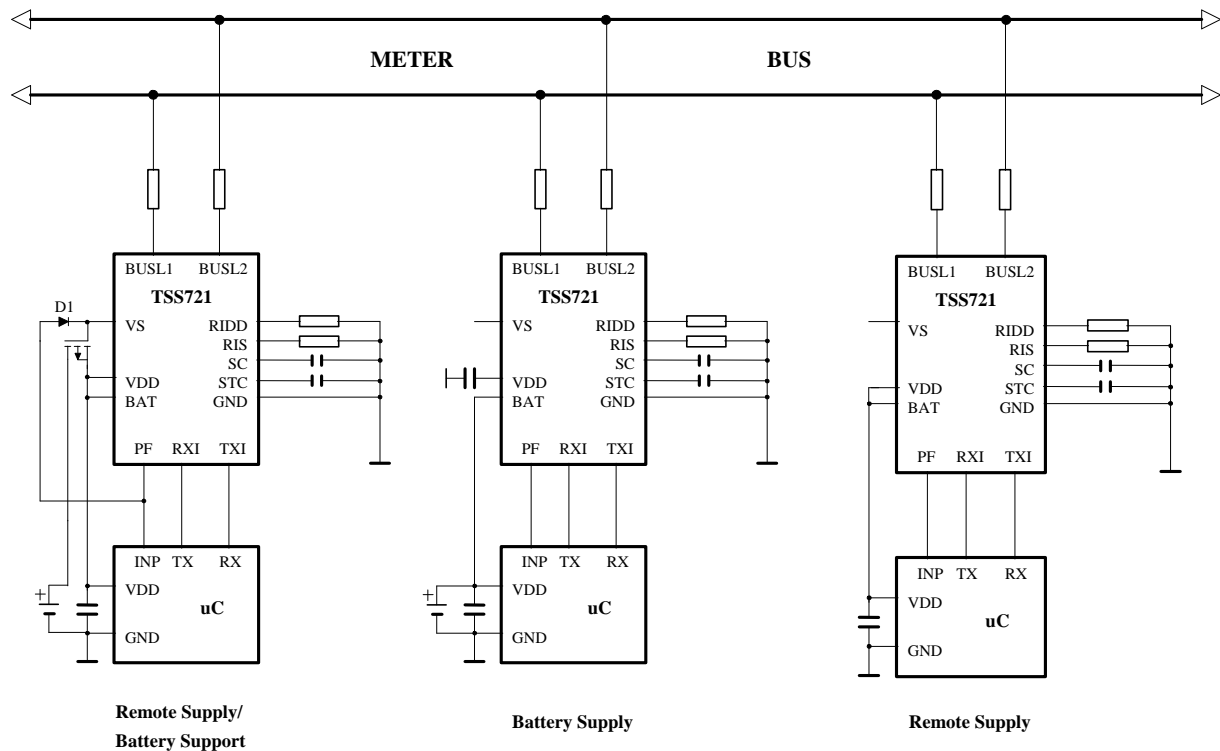 METER BUS
BUSL1 BUSL2
TSS721
D1
VS
RIDD
RIS
SC
VDD
STC
BAT
GND
PF RXI TXI
INP TX RX
+
VDD
uC
GND
Remote Supply/
Battery Support
BUSL1 BUSL2
TSS721
VS
RIDD
RIS
SC
VDD
STC
BAT
GND
PF RXI TXI
INP TX RX
+
VDD
uC
GND
Battery Supply
BUSL1 BUSL2
TSS721
VS
RIDD
RIS
SC
VDD
STC
BAT
GND
PF RXI TXI
INP TX RX
VDD
uC
GND
Remote Supply